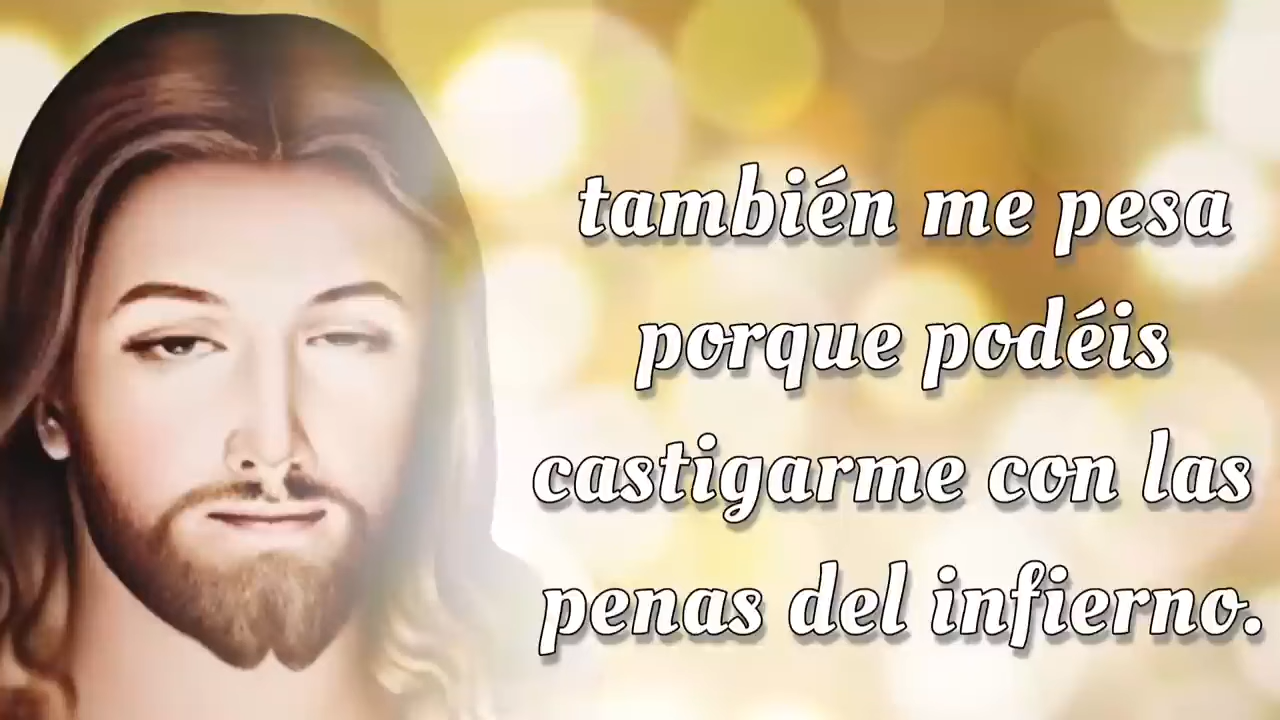 también me pesa
porque podéis
castigarme con las
penas del infierno.